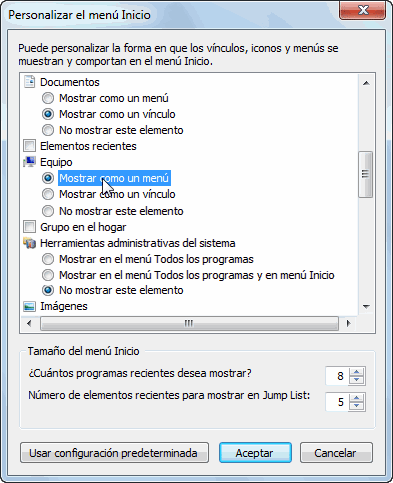 Personalizar el menú Inicio
Puede personalizar la forma en que los vínculos, iconos y menús se
muestran y comportan en el menú Inicio.
Documentos
Mostrar como un menú
Mostrar como un vínculo
No mostrar este elemento
Elementos recientes
Equipo
Mostrar como un menú
Mostrar como un vínculo
No mostrar este elemento
Grupo en el hogar
Herramientas administrativas del sistema
Mostrar en el menú Todos los programas
Mostrar en el menú Todos los programas y en menú Inicio
No mostrar este elemento
Imágenes
Tamaño del menú Inicio
¿Cuántos programas recientes desea mostrar? 8
Número de elementos recientes para mostrar en Jump List: 5
Usar configuración predeterminada Aceptar Cancelar